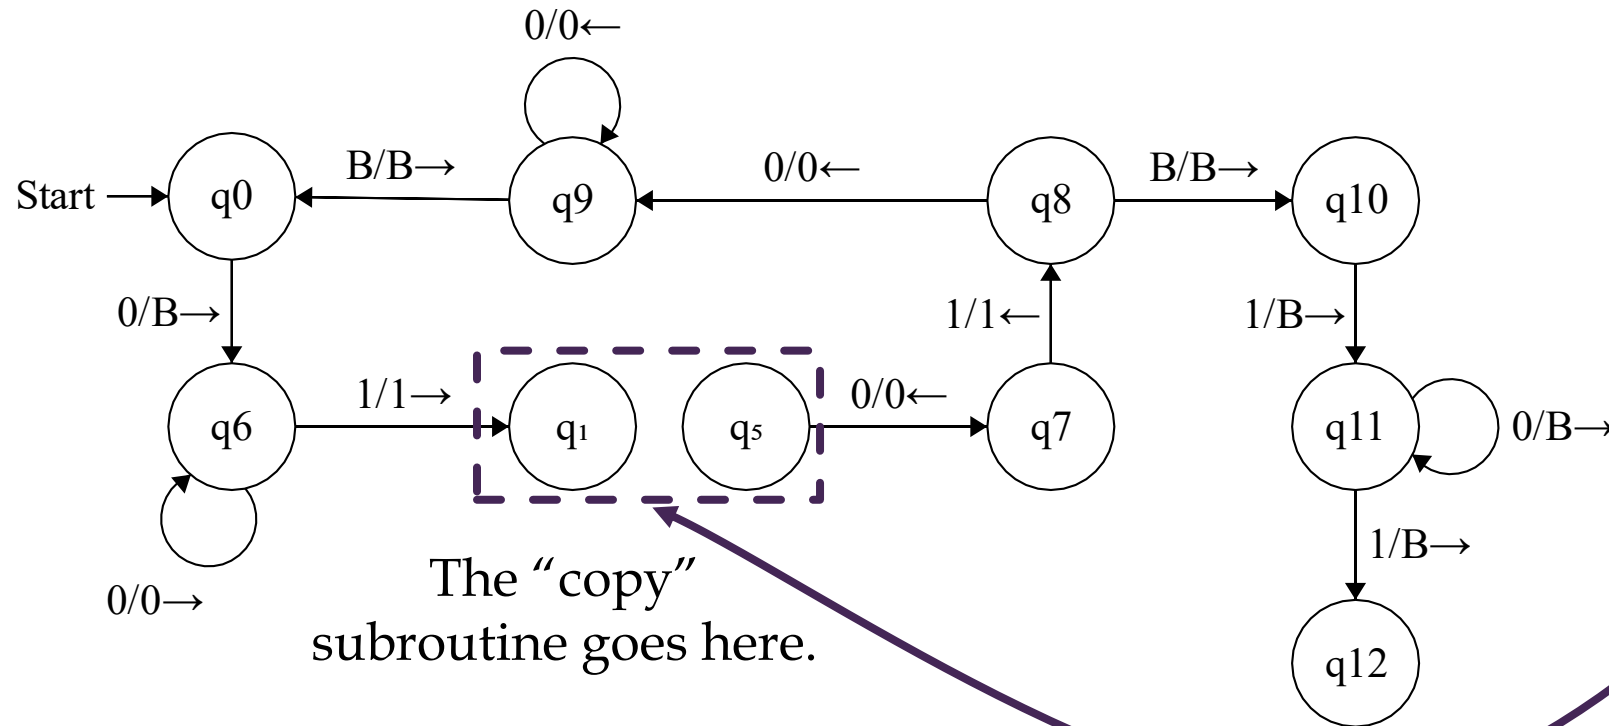 0/0←
B/B→
0/0←
B/B→
Start
q0
q9
q8
q10
0/B→
1/1←
1/B→
1/1→
0/0←
q6
q₁
q₅
q7
q11
0/B→
1/B→
0/0→
The “copy”
subroutine goes here.
q12